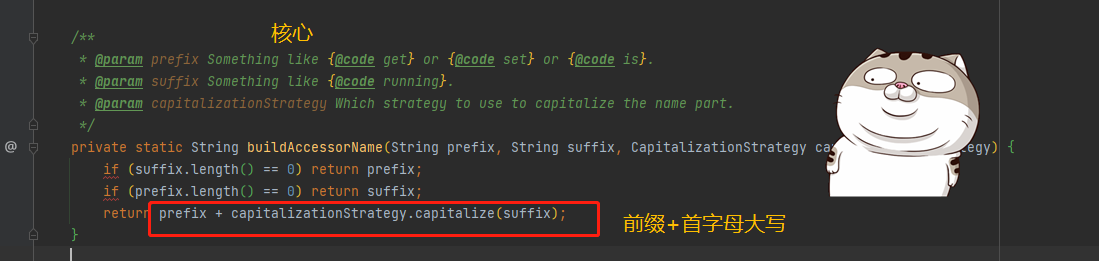 核心
/**
* @param prefix Something like {@code get} or {@code set} or {@code is}.
* @param suffix Something like {@code running}.
* @param capitalizationStrategy Which strategy to use to capitalize the name part.
*/
@ private static String buildAccessorName(String prefix, String suffix, CapitalizationStrategy ca tegy) {
if (suffix.length() == 0) return prefix;
if (prefix.length() == 0) return suffix;
return prefix + capitalizationStrategy.capitalize(suffix);
前缀+首字母大写
}